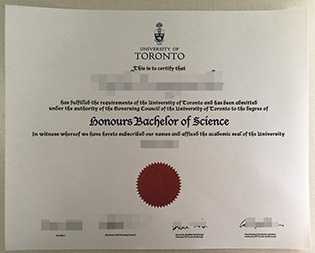 UNIVERSITY OF
TORONTO
This is to certify that
has fulfilled the requirements of the University of Toronto and has been admitted
under the authority of the Governing Council of the University of Toronto to the degree of
Honours Bachelor of Science
In witness whereof we have hereto subscribed our names and affixed the academic seal of the University